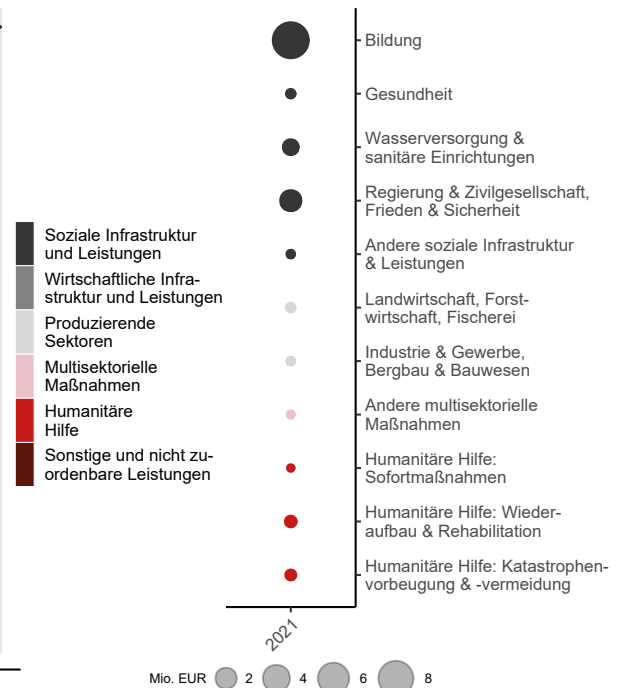 Bildung
Gesundheit
Wasserversorgung &
sanitäre Einrichtungen
Regierung & Zivilgesellschaft,
Frieden & Sicherheit
Andere soziale Infrastruktur
& Leistungen
Landwirtschaft, Forst-
wirtschaft, Fischerei
Industrie & Gewerbe,
Bergbau & Bauwesen
Andere multisektorielle
Maßnahmen
Humanitäre Hilfe:
Sofortmaßnahmen
Humanitäre Hilfe: Wieder-
aufbau & Rehabilitation
Humanitäre Hilfe: Katastrophen-
vorbeugung & -vermeidung
Soziale Infrastruktur
und Leistungen
Wirtschaftliche Infra-
struktur und Leistungen
Produzierende
Sektoren
Multisektorielle
Maßnahmen
Humanitäre
Hilfe
Sonstige und nicht zu-
ordenbare Leistungen
2021
Mio. EUR 2 4 6 8